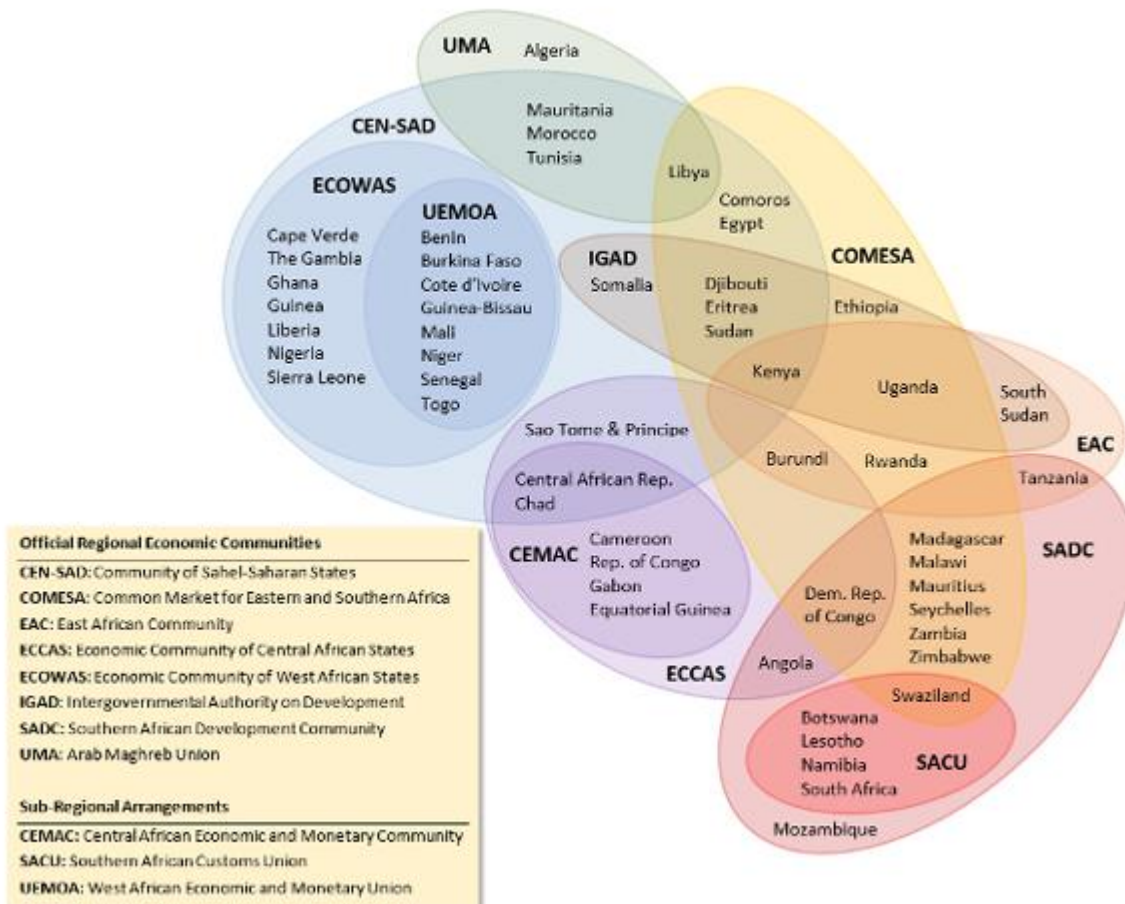 UMA
Algeria
Mauritania
Morocco
Tunisia
CEN-SAD
Libya
ECOWAS
Comoros
Egypt
UEMOA
Cape Verde
The Gambia
Ghana
Guinea
Liberia
Nigeria
Sierra Leone
Benin
Burkina Faso
Cote d'Ivoire
Guinea-Bissau
Mali
Niger
Senegal
Togo
IGAD
Somalia
COMESA
Djibouti
Eritrea
Sudan
Ethiopia
Kenya
Uganda
South
Sudan
EAC
Sao Tome & Principe
Burundi
Rwanda
Tanzania
Central African Rep.
Chad
CEMAC
Cameroon
Rep. of Congo
Gabon
Equatorial Guinea
Dem. Rep.
of Congo
Madagascar
Malawi
Mauritius
Seychelles
Zambia
Zimbabwe
SADC
ECCAS
Angola
Swaziland
Botswana
Lesotho
Namibia
South Africa
SACU
Mozambique
Official Regional Economic Communities
CEN-SAD: Community of Sahel-Saharan States
COMESA: Common Market for Eastern and Southern Africa
EAC: East African Community
ECCAS: Economic Community of Central African States
ECOWAS: Economic Community of West African States
IGAD: Intergovernmental Authority on Development
SADC: Southern African Development Community
UMA: Arab Maghreb Union
Sub-Regional Arrangements
CEMAC: Central African Economic and Monetary Community
SACU: Southern African Customs Union
UEMOA: West African Economic and Monetary Union